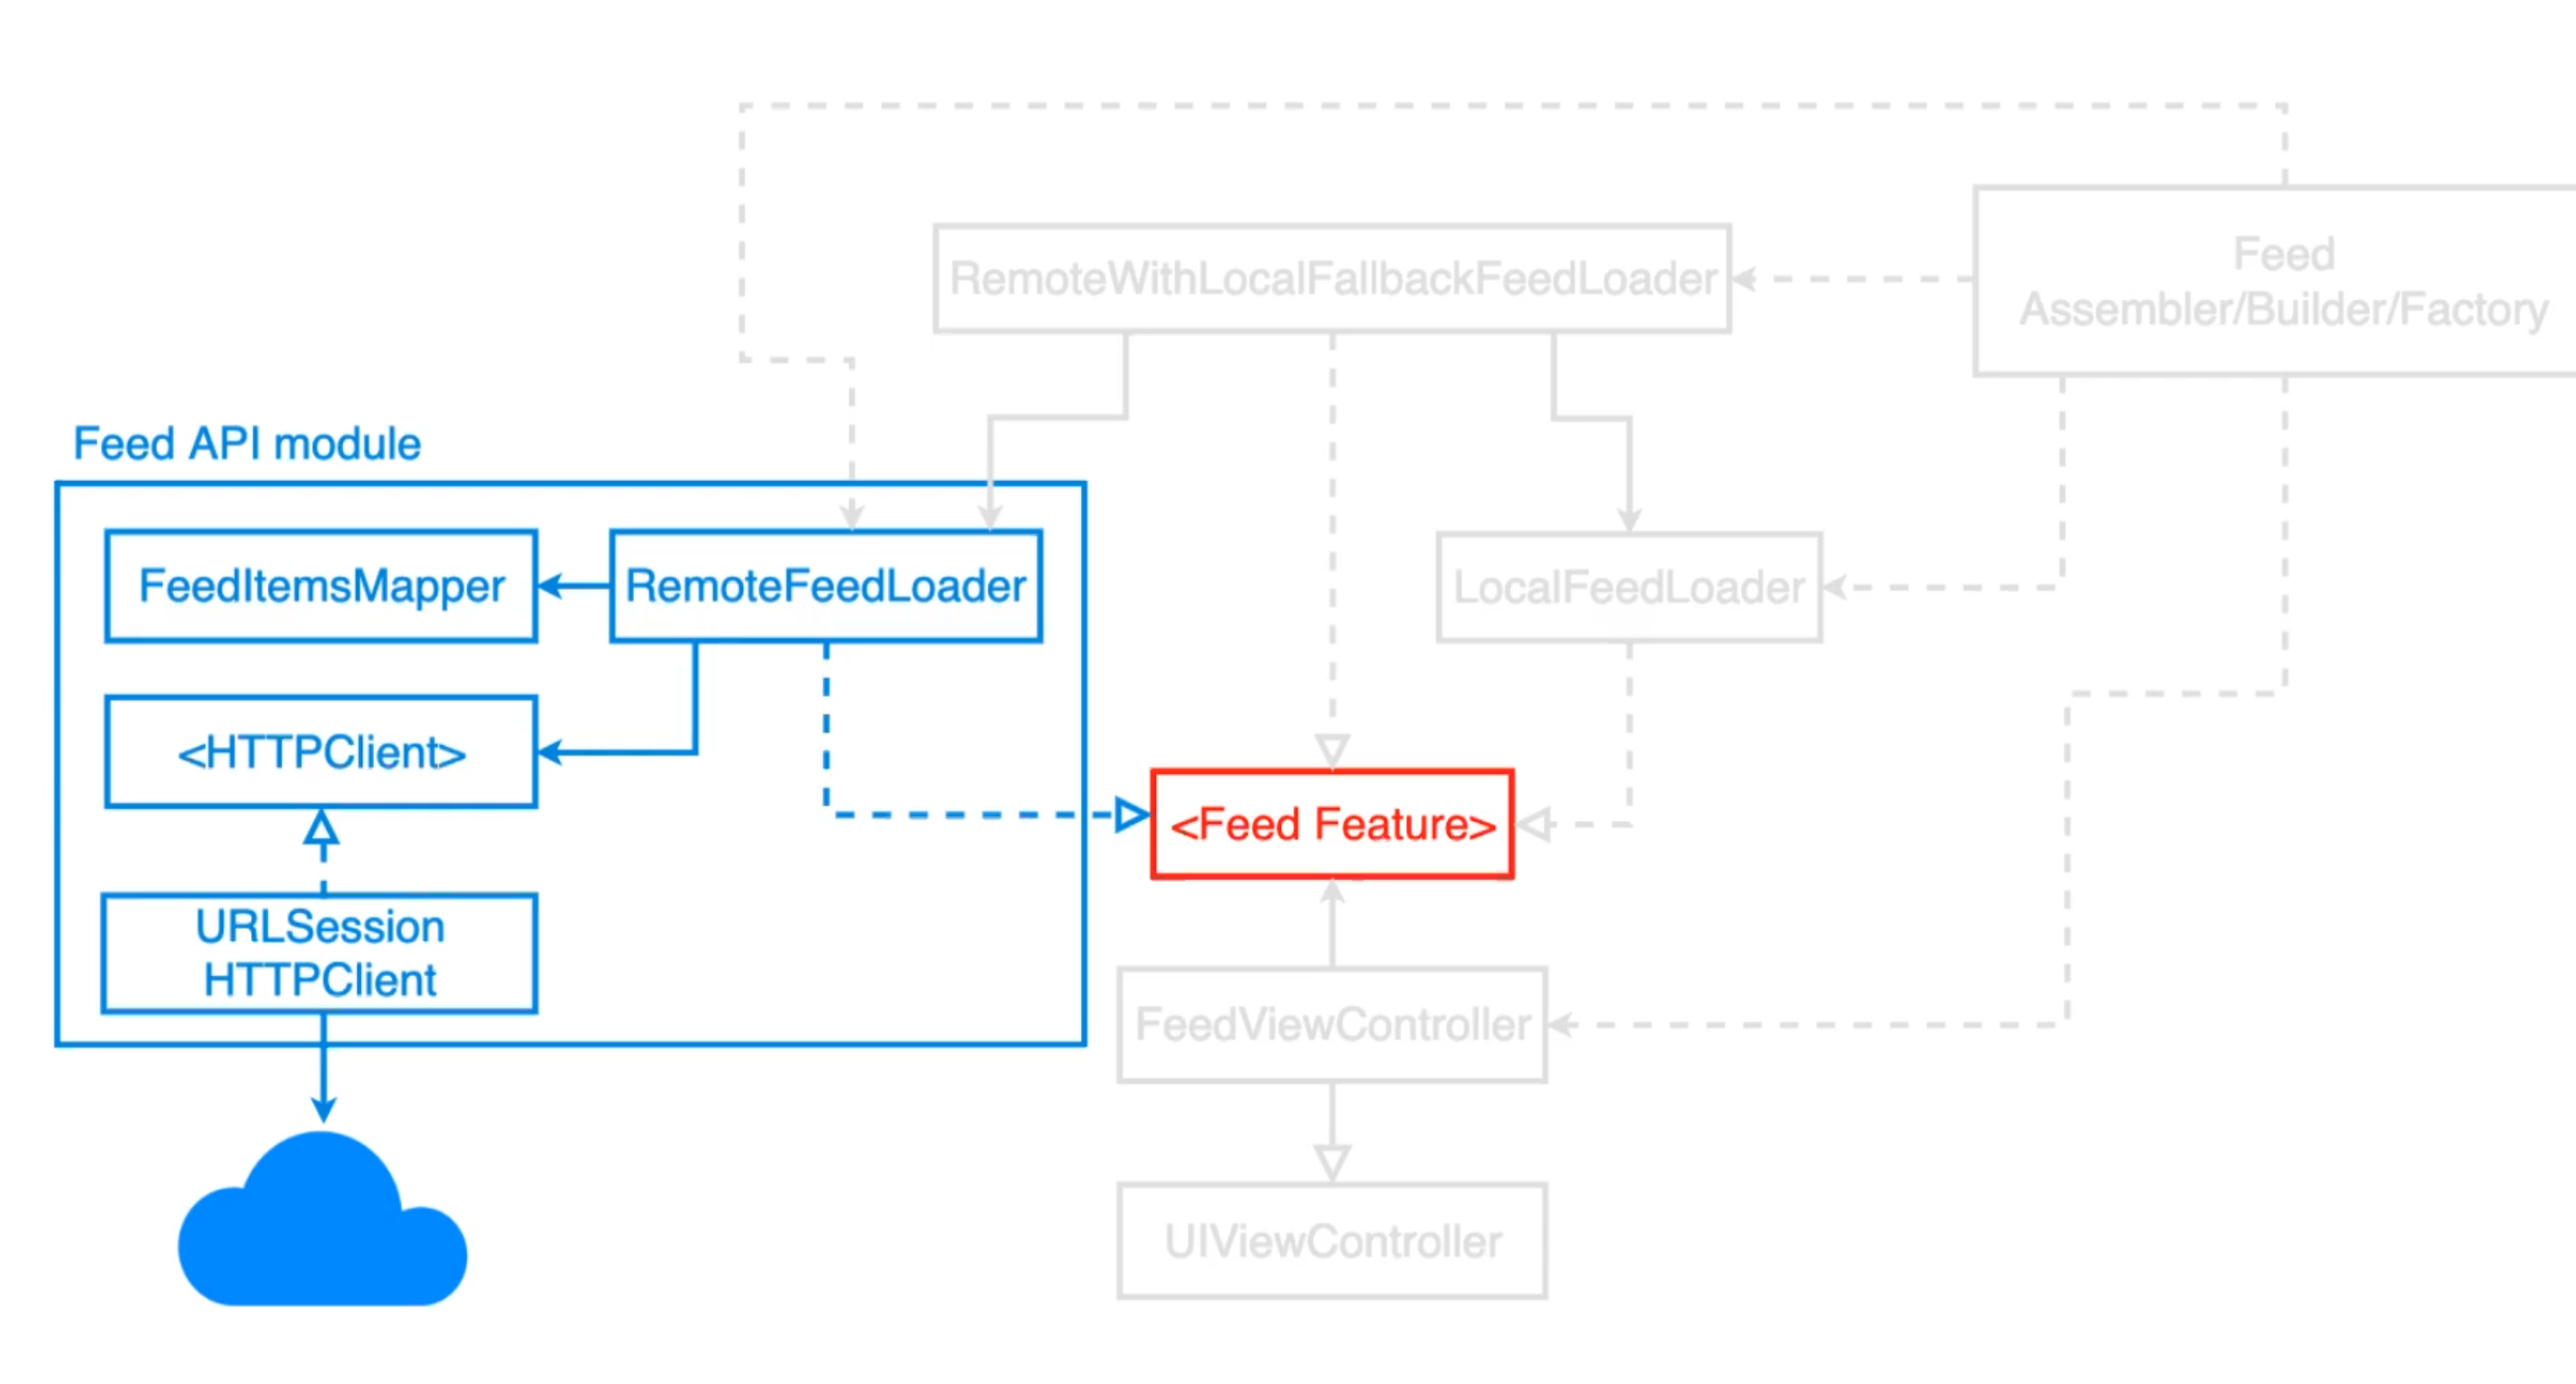 RemoteWithLocalFallbackFeedLoader
Feed
Assembler/Builder/Factory
Feed API module
FeedItemsMapper
RemoteFeedLoader
LocalFeedLoader
<HTTPClient>
<Feed Feature>
URLSession
HTTPClient
FeedViewController
UIViewController